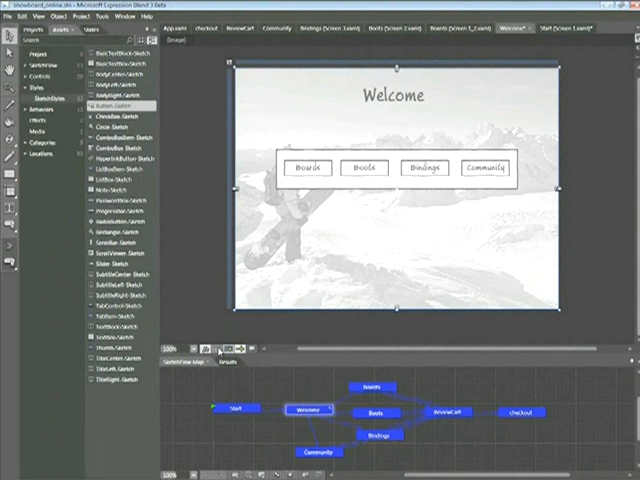 snowboard_online.sln - Microsoft Expression Blend 3 Beta
File Edit View Object Project Tools Window Help
Projects Assets States
App.xaml checkout ReviewCart Community Bindings (Screen 3.xaml) Boots (Screen 2.xaml) Boards (Screen 1_2.xaml) Welcome* Start (Screen 1.xaml)*
Search
[Image]
Project
SketchFlow
Controls
Styles
SketchStyles
Behaviors
Effects
Media
Categories
Locations
BasicTextBlock-Sketch
BasicTextBox-Sketch
BodyCenter-Sketch
BodyLeft-Sketch
BodyRight-Sketch
Button-Sketch
CheckBox-Sketch
Circle-Sketch
ComboBoxItem-Sketch
ComboBox-Sketch
HyperlinkButton-Sketch
ListBoxItem-Sketch
ListBox-Sketch
Note-Sketch
PasswordBox-Sketch
ProgressBar-Sketch
RadioButton-Sketch
Rectangle-Sketch
ScrollBar-Sketch
ScrollViewer-Sketch
Slider-Sketch
SubtitleCenter-Sketch
SubtitleLeft-Sketch
SubtitleRight-Sketch
TabControl-Sketch
TabItem-Sketch
TextBlock-Sketch
TextBox-Sketch
Thumb-Sketch
TitleCenter-Sketch
TitleLeft-Sketch
TitleRight-Sketch
Welcome
Boards Boots Bindings Community
100%
SketchFlow Map Results
Boards
Start Welcome Boots ReviewCart checkout
Bindings
Community
100%